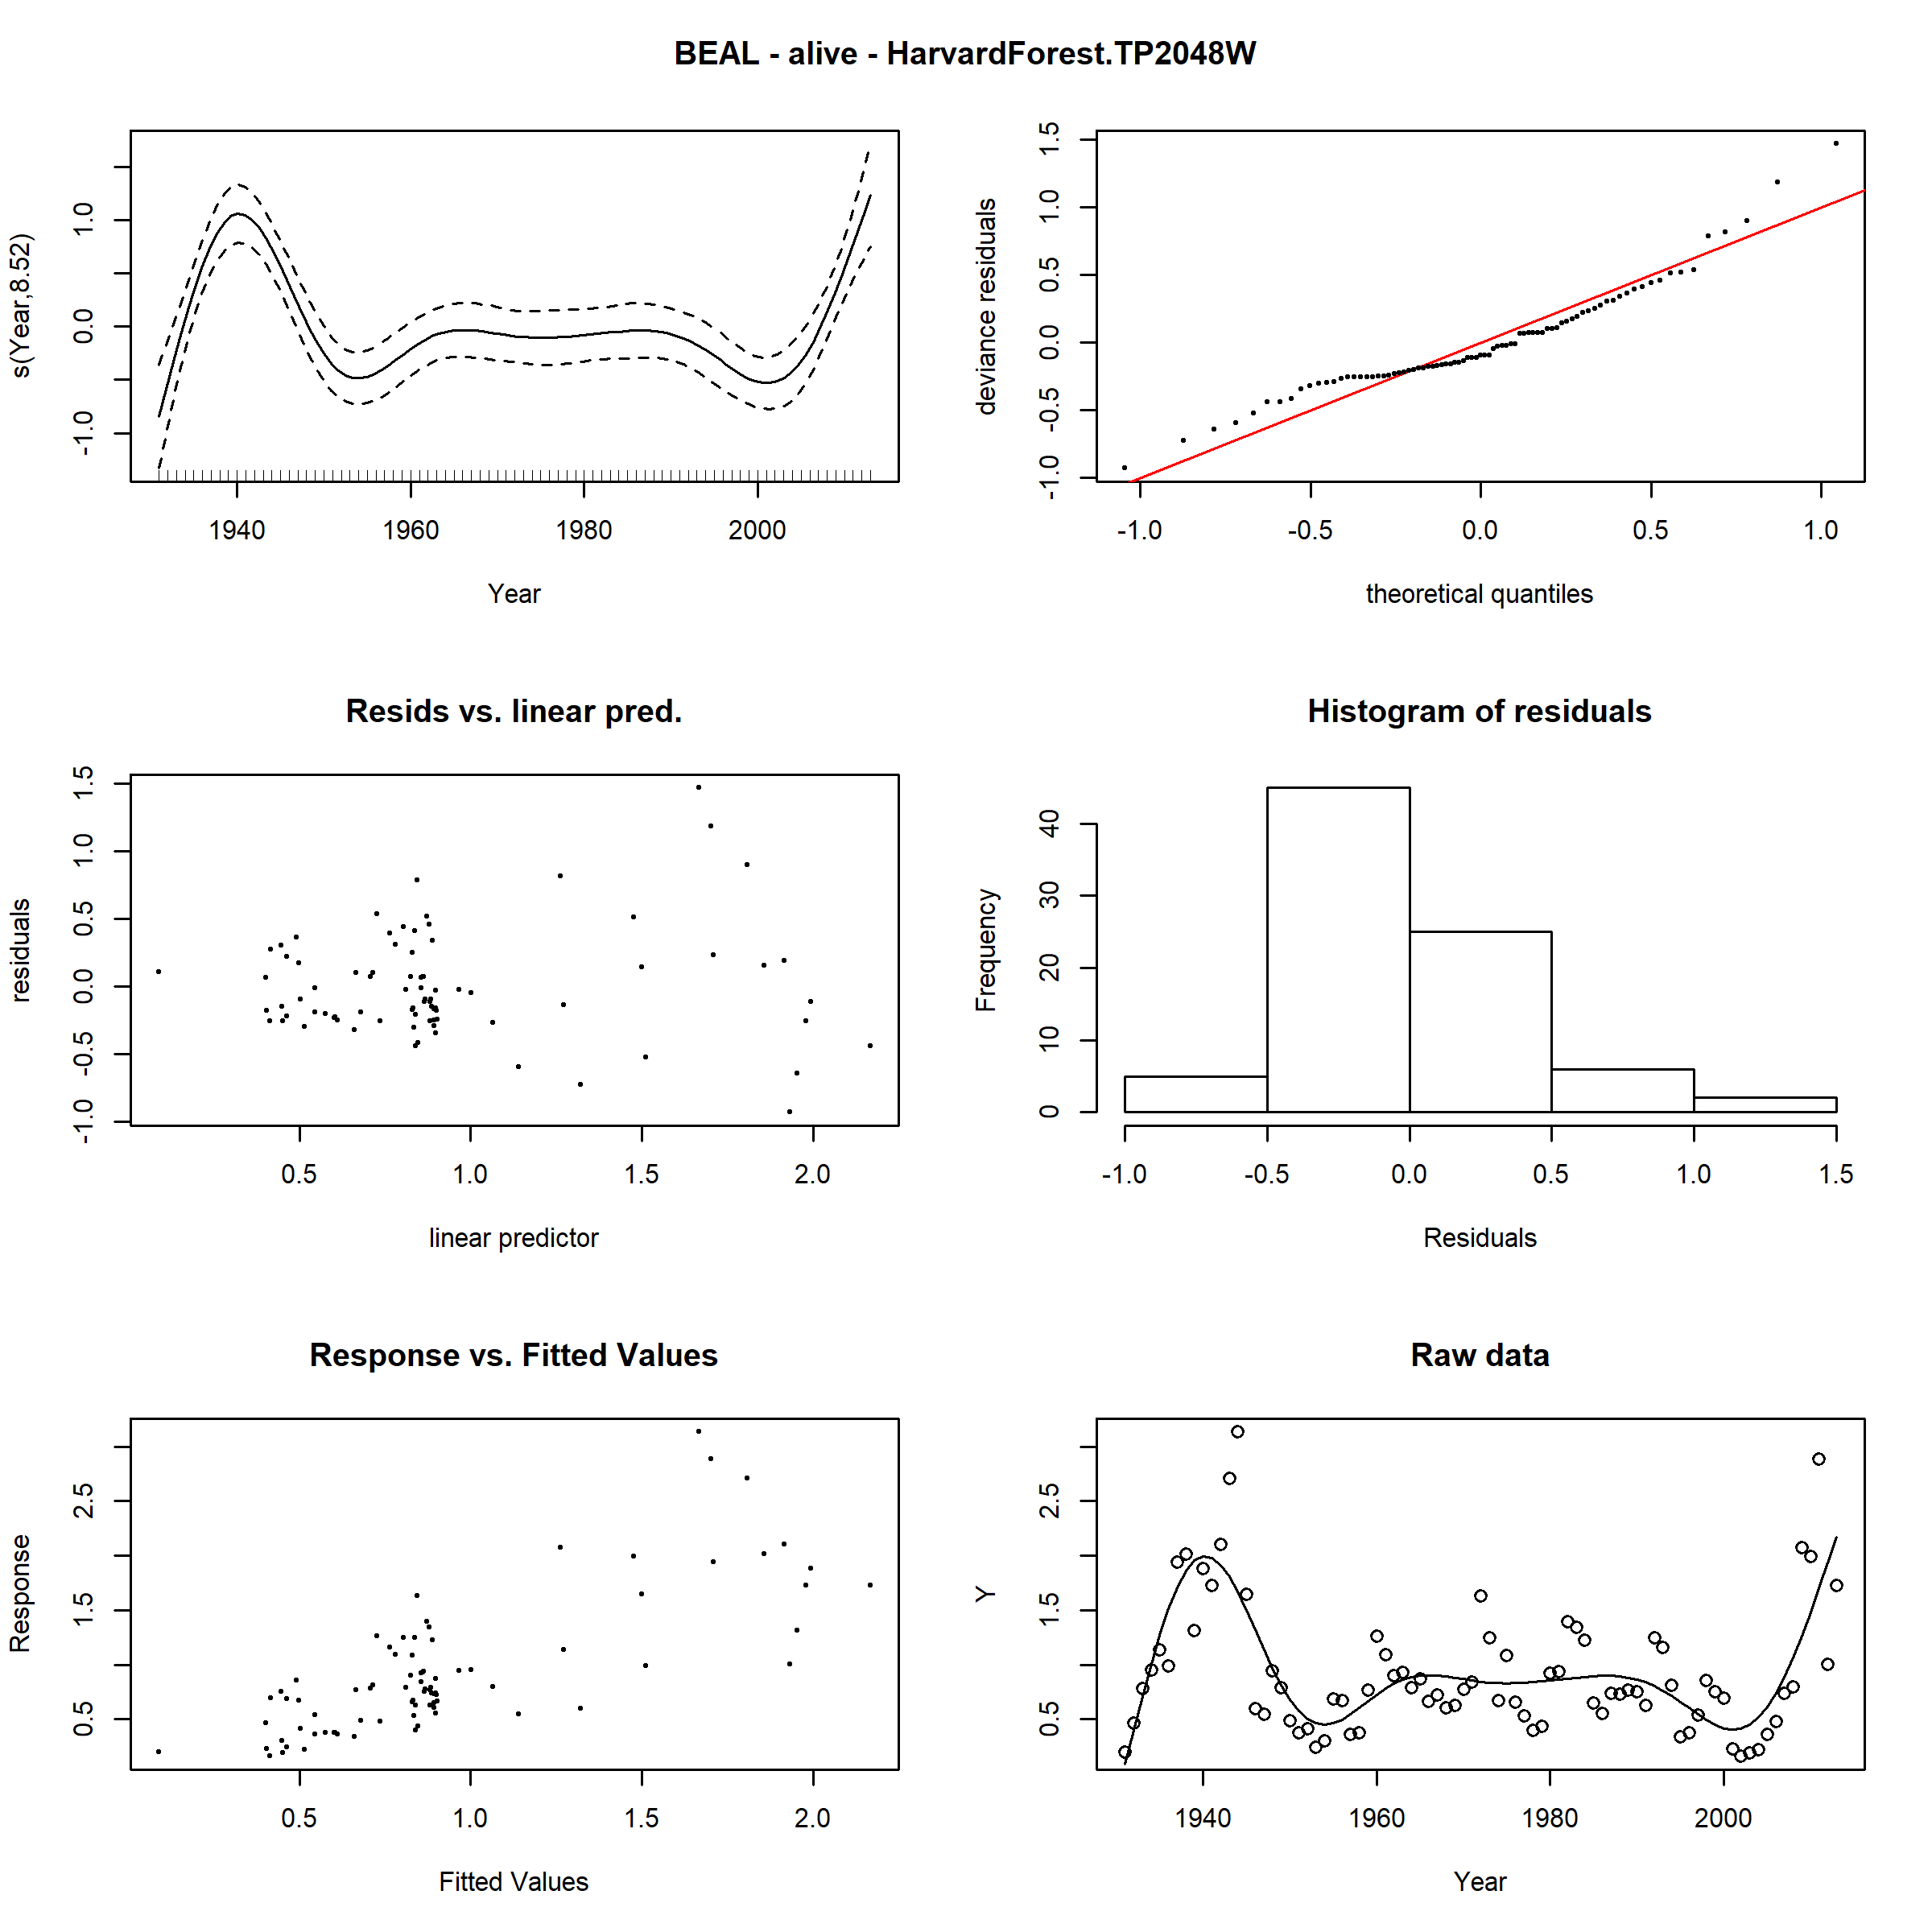 BEAL - alive - HarvardForest.TP2048W
s(Year,8.52)
-1.0 0.0 1.0
1940 1960 1980 2000
Year
deviance residuals
-1.0 -0.5 0.0 0.5 1.0 1.5
-1.0 -0.5 0.0 0.5 1.0
theoretical quantiles
Resids vs. linear pred.
residuals
-1.0 -0.5 0.0 0.5 1.0 1.5
0.5 1.0 1.5 2.0
linear predictor
Histogram of residuals
Frequency
0 10 20 30 40
-1.0 -0.5 0.0 0.5 1.0 1.5
Residuals
Response vs. Fitted Values
Response
0.5 1.5 2.5
0.5 1.0 1.5 2.0
Fitted Values
Raw data
Y
0.5 1.5 2.5
1940 1960 1980 2000
Year